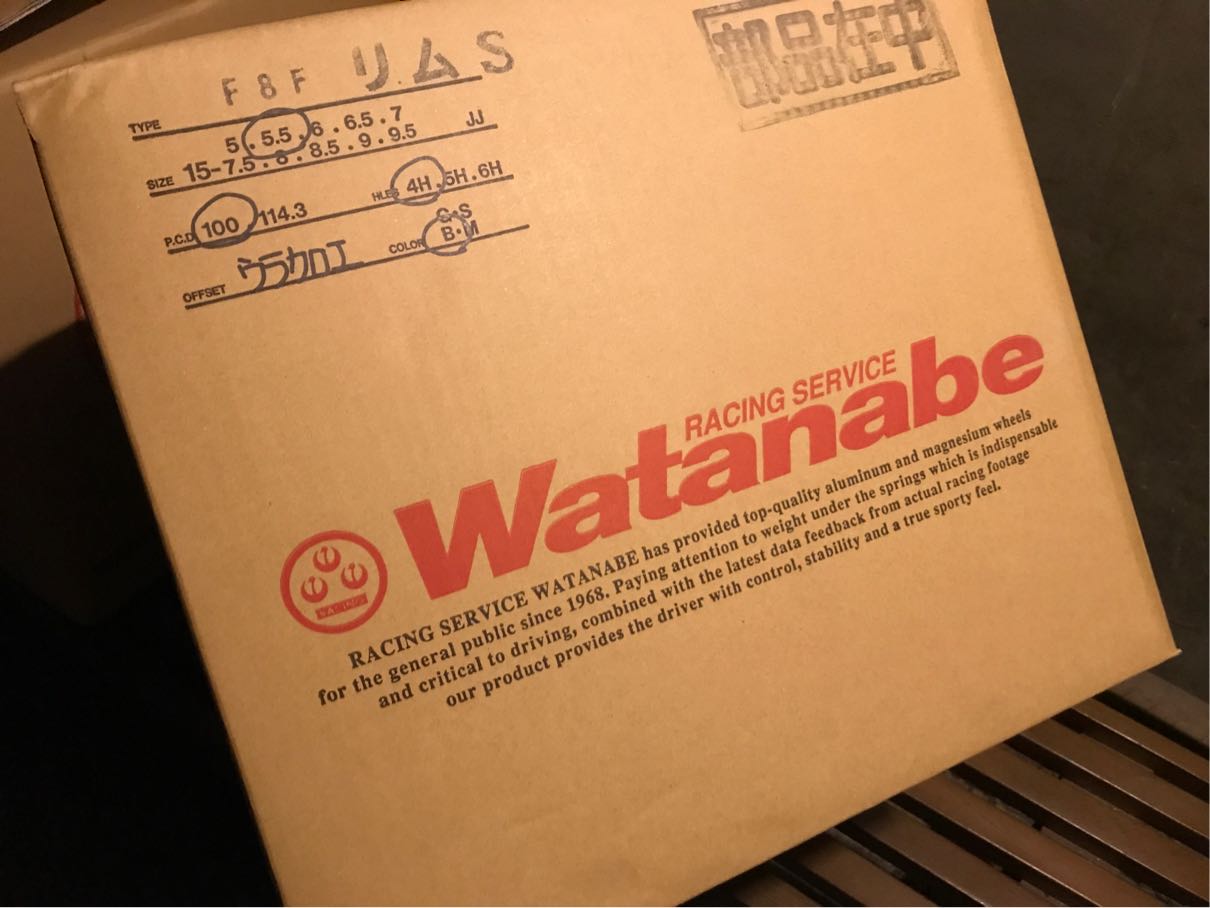 F8F リムS
部品在中
TYPE
5 . 5.5 . 6 . 6.5 . 7
SIZE 15-7.5 . 8 . 8.5 . 9 . 9.5 JJ
P.C.D 100 . 114.3 HLES 4H . 5H . 6H
S・S
OFFSET ウラカロエ COLOR B・M
RACING SERVICE
Watanabe
RACING SERVICE WATANABE has provided top-quality aluminum and magnesium wheels
for the general public since 1968. Paying attention to weight under the springs which is indispensable
and critical to driving, combined with the latest data feedback from actual racing footage
our product provides the driver with control, stability and a true sporty feel.